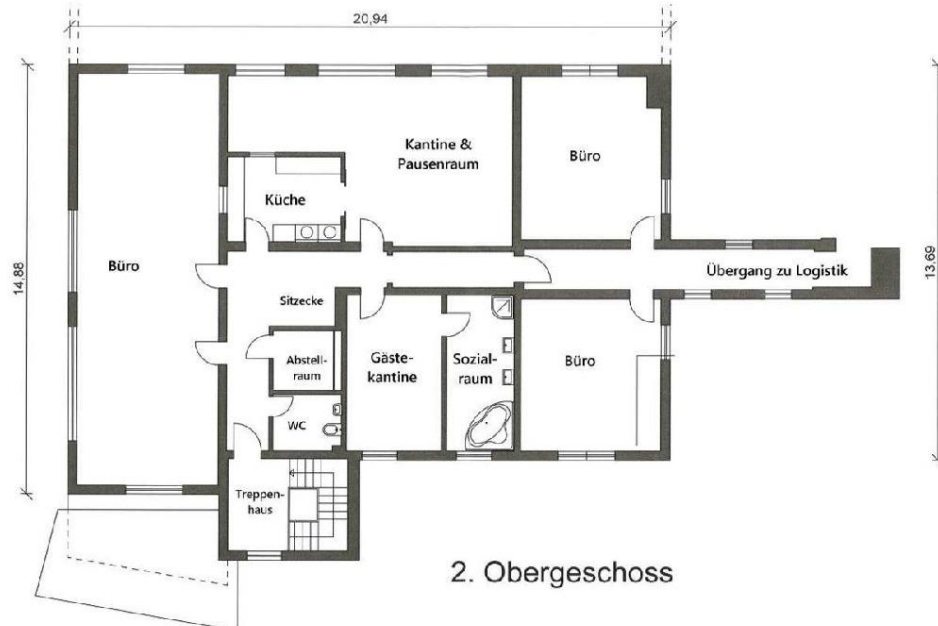 20,94
Kantine &
Pausenraum
Büro
Küche
14,88
Büro
13,69
Übergang zu Logistik
Sitzecke
Abstell-
raum
Gäste-
kantine
Sozial-
raum
Büro
WC
Treppen-
haus
2. Obergeschoss